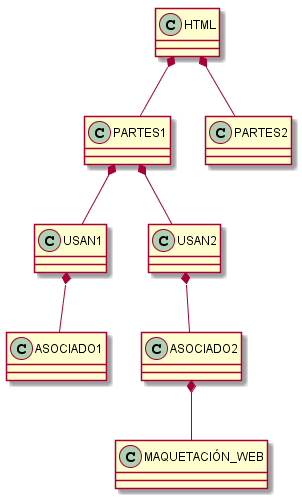 C HTML
C PARTES1
C PARTES2
C USAN1
C USAN2
C ASOCIADO1
C ASOCIADO2
C MAQUETACIÓN_WEB